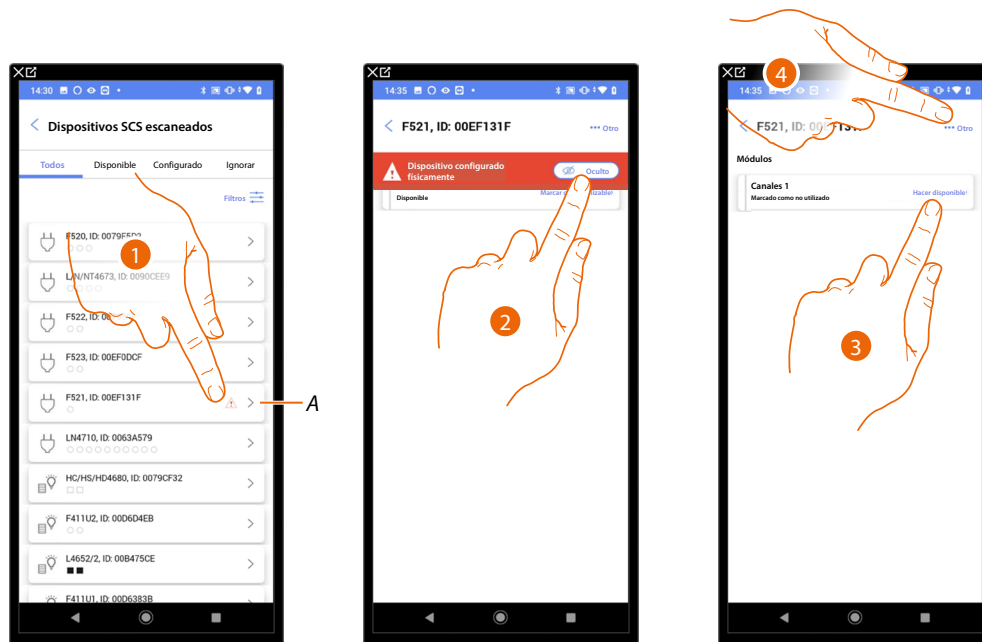 14:30
Dispositivos SCS escaneados
Todos
Disponible
Configurado
Ignorar
Filtros
F520, ID: 0079F5D2
L/N/NT4673, ID: 0090CEE9
F522, ID: 00
F523, ID: 00EF0DCF
F521, ID: 00EF131F
LN4710, ID: 0063A579
HC/HS/HD4680, ID: 0079CF32
F411U2, ID: 00D6D4EB
L4652/2, ID: 00B475CE
F411U1, ID: 00D6383B
1
A
14:35
F521, ID: 00EF131F
Otro
Dispositivo configurado
físicamente
Oculto
Marcar
Disponible
2
4
14:35
F521, ID: 00
Otro
Módulos
Canales 1
Marcado como no utilizado
Hacer disponible!
3